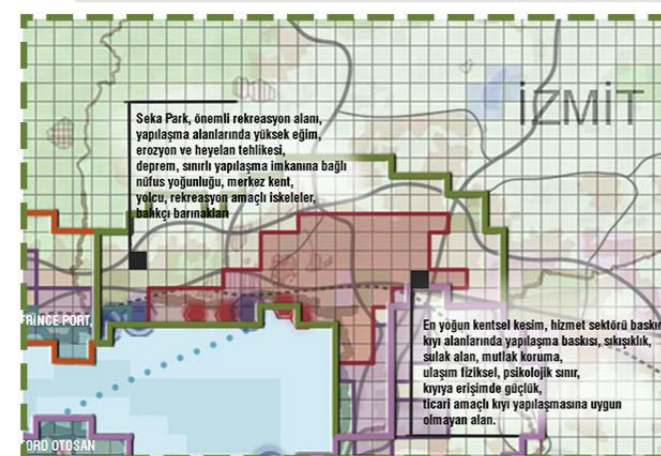 İZMİT
Seka Park, önemli rekreasyon alanı,
yapılaşma alanlarında yüksek eğim,
erozyon ve heyelan tehlikesi,
deprem, sınırlı yapılaşma imkanına bağlı
nüfus yoğunluğu, merkez kent,
yolcu, rekreasyon amaçlı iskeleler,
balıkçı barınakları
RINCE PORT,
En yoğun kentsel kesim, hizmet sektörü baskın
kıyı alanlarında yapılaşma baskısı, sıkışıklık,
sulak alan, mutlak koruma,
ulaşım fiziksel, psikolojik sınır,
kıyıya erişimde güçlük,
ticari amaçlı kıyı yapılaşmasına uygun
olmayan alan.
ORD OTOSAN